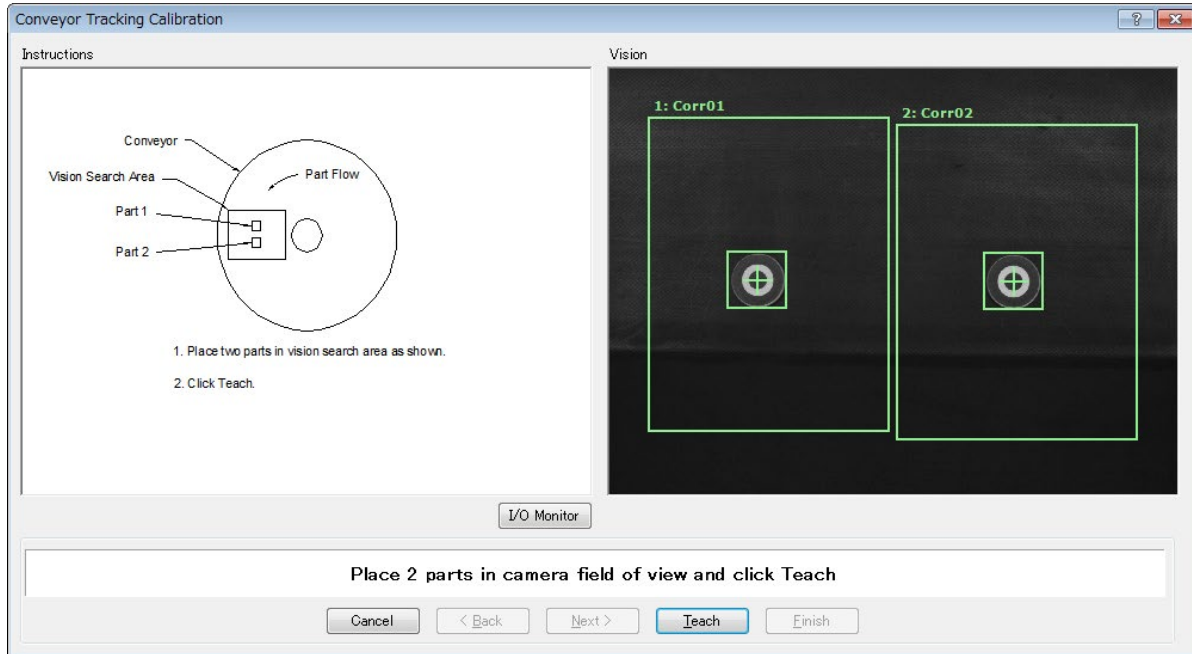 Conveyor Tracking Calibration
Instructions
Conveyor
Part Flow
Vision Search Area
Part 1
Part 2
1. Place two parts in vision search area as shown.
2. Click Teach.
Vision
1: Corr01
2: Corr02
I/O Monitor
Place 2 parts in camera field of view and click Teach
Cancel
< Back
Next >
Teach
Finish